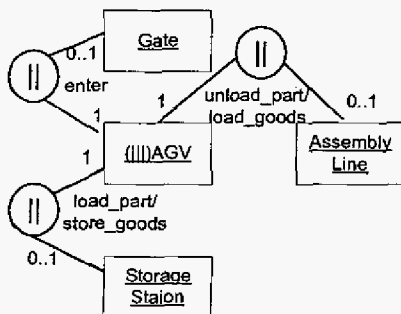 Gate
||
||
0..1
enter
1
1
unload_part/
load_goods
0..1
(|||)AGV
Assembly
Line
1
||
load_part/
store_goods
0..1
Storage
Staion